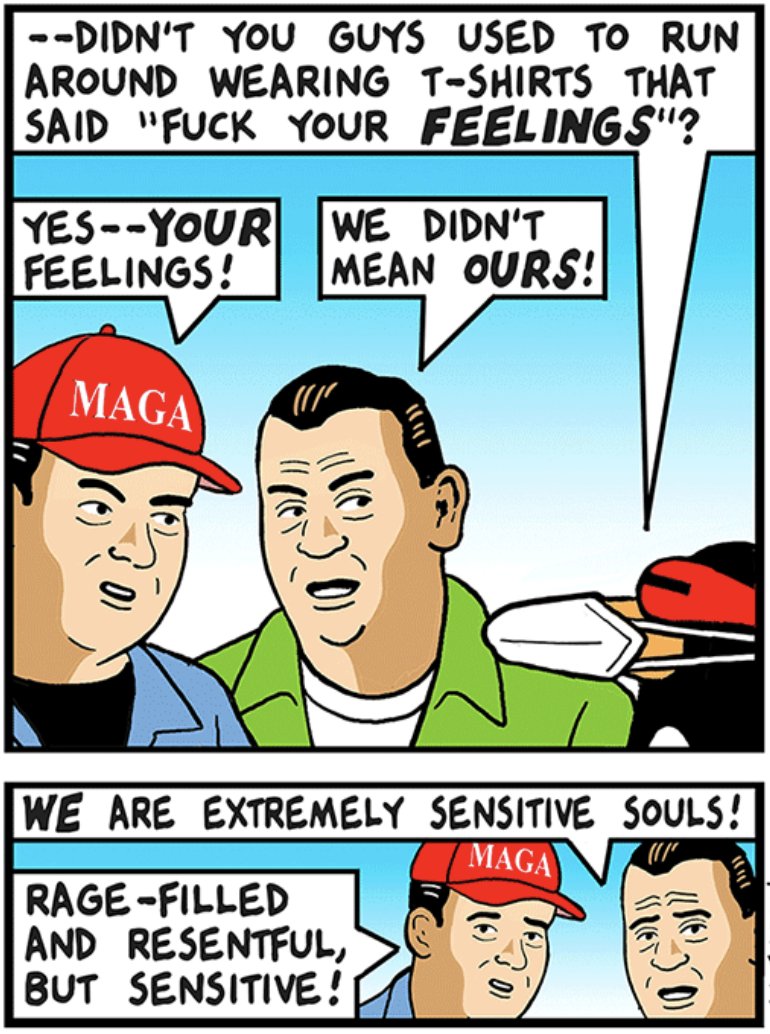 --DIDN'T YOU GUYS USED TO RUN
AROUND WEARING T-SHIRTS THAT
SAID "FUCK YOUR FEELINGS"?
YES--YOUR
FEELINGS!
WE DIDN'T
MEAN OURS!
MAGA
WE ARE EXTREMELY SENSITIVE SOULS!
MAGA
RAGE-FILLED
AND RESENTFUL,
BUT SENSITIVE!